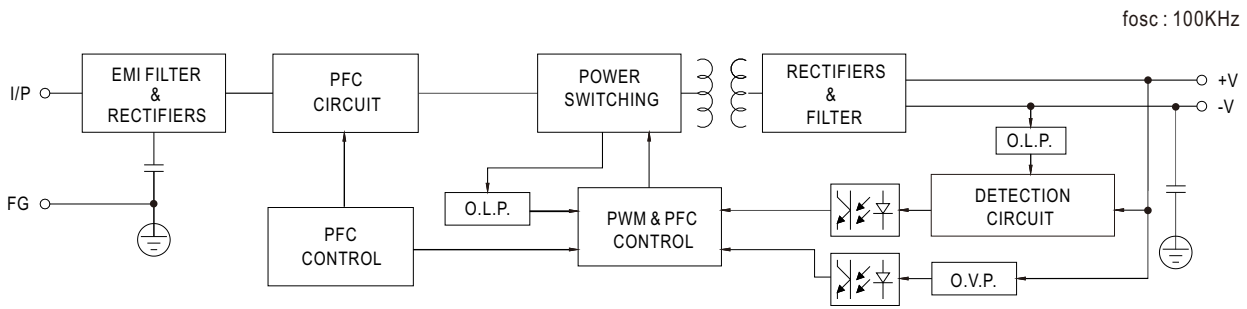 fosc : 100KHz
I/P
EMI FILTER
&
RECTIFIERS
PFC
CIRCUIT
POWER
SWITCHING
RECTIFIERS
&
FILTER
+V
-V
O.L.P.
FG
O.L.P.
PFC
CONTROL
PWM & PFC
CONTROL
DETECTION
CIRCUIT
O.V.P.